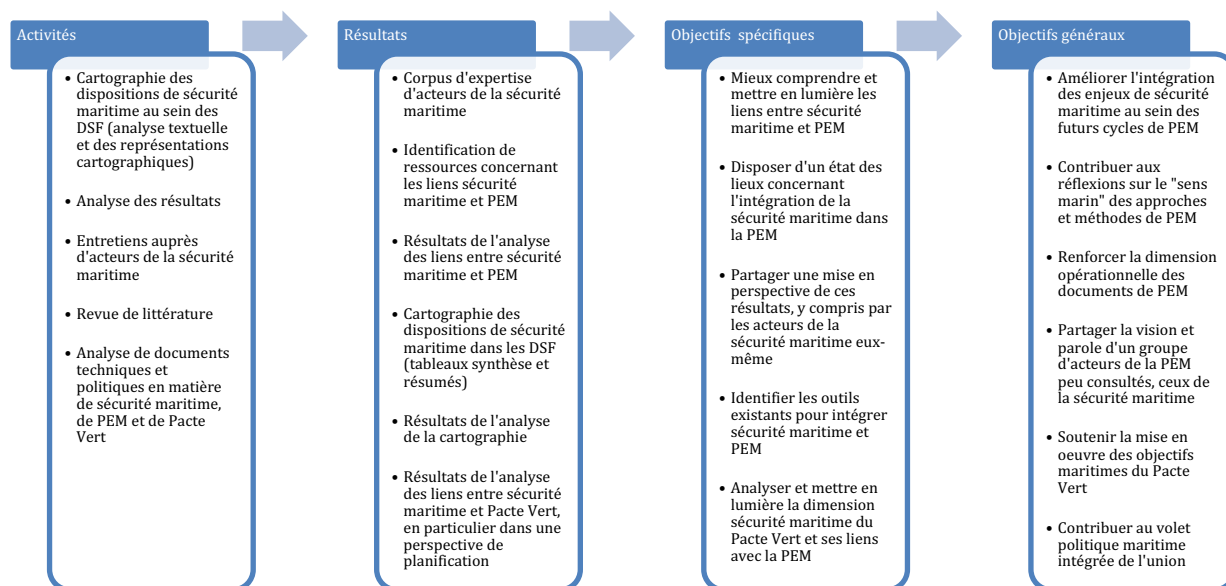 Activités
• Cartographie des
dispositions de sécurité
maritime au sein des
DSF (analyse textuelle
et des représentations
cartographiques)
• Analyse des résultats
• Entretiens auprès
d'acteurs de la sécurité
maritime
• Revue de littérature
• Analyse de documents
techniques et
politiques en matière
de sécurité maritime,
de PEM et de Pacte
Vert
Résultats
• Corpus d'expertise
d'acteurs de la sécurité
maritime
• Identification de
ressources concernant
les liens sécurité
maritime et PEM
• Résultats de l'analyse
des liens entre sécurité
maritime et PEM
• Cartographie des
dispositions de sécurité
maritime dans les DSF
(tableaux synthèse et
résumés)
• Résultats de l'analyse
de la cartographie
• Résultats de l'analyse
des liens entre sécurité
maritime et Pacte Vert,
en particulier dans une
perspective de
planification
Objectifs spécifiques
• Mieux comprendre et
mettre en lumière les
liens entre sécurité
maritime et PEM
• Disposer d'un état des
lieux concernant
l'intégration de la
sécurité maritime dans
la PEM
• Partager une mise en
perspective de ces
résultats, y compris par
les acteurs de la
sécurité maritime eux-
même
• Identifier les outils
existants pour intégrer
sécurité maritime et
PEM
• Analyser et mettre en
lumière la dimension
sécurité maritime du
Pacte Vert et ses liens
avec la PEM
Objectifs généraux
• Améliorer l'intégration
des enjeux de sécurité
maritime au sein des
futurs cycles de PEM
• Contribuer aux
réflexions sur le "sens
marin" des approches
et méthodes de PEM
• Renforcer la dimension
opérationnelle des
documents de PEM
• Partager la vision et
parole d'un groupe
d'acteurs de la PEM
peu consultés, ceux de
la sécurité maritime
• Soutenir la mise en
oeuvre des objectifs
maritimes du Pacte
Vert
• Contribuer au volet
politique maritime
intégrée de l'union